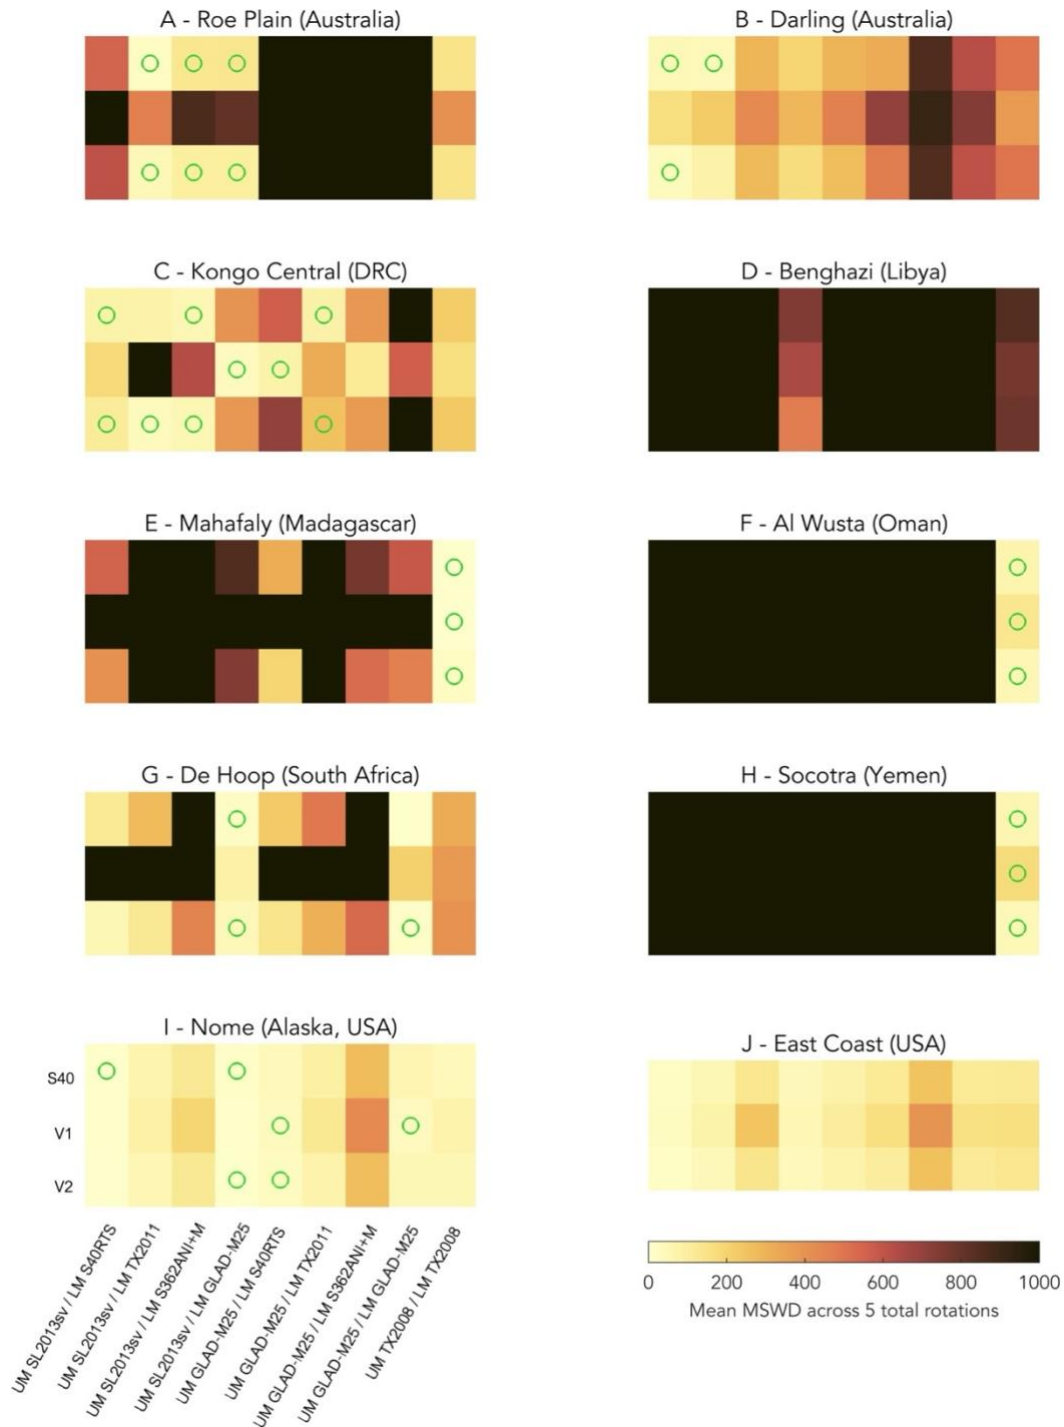 A - Roe Plain (Australia)
B - Darling (Australia)
C - Kongo Central (DRC)
D - Benghazi (Libya)
E - Mahafaly (Madagascar)
F - Al Wusta (Oman)
G - De Hoop (South Africa)
H - Socotra (Yemen)
I - Nome (Alaska, USA)
J - East Coast (USA)
S40
V1
V2
UM SL2013sv / LM S40RTS
UM SL2013sv / LM TX2011
UM SL2013sv / LM S362ANI+M
UM SL2013sv / LM GLAD-M25
UM GLAD-M25 / LM S40RTS
UM GLAD-M25 / LM TX2011
UM GLAD-M25 / LM S362ANI+M
UM GLAD-M25 / LM GLAD-M25
UM TX2008 / LM TX2008
0 200 400 600 800 1000
Mean MSWD across 5 total rotations